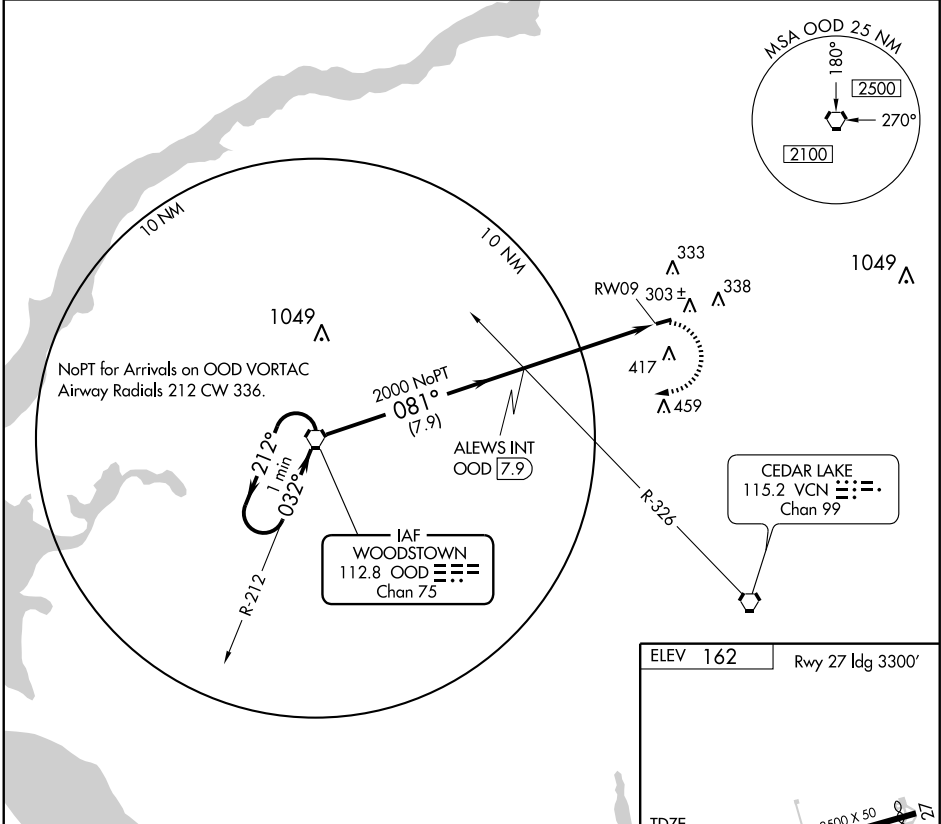 MSA OOD 25 NM
180°
2500
270°
2100
10 NM
10 NM
333
1049
RW09
303 ±
338
1049
417
NoPT for Arrivals on OOD VORTAC
Airway Radials 212 CW 336.
2000 NoPT
081°
(7.9)
459
212°
1 min
032°
ALEWS INT
OOD 7.9
CEDAR LAKE
115.2 VCN
Chan 99
R-326
IAF
WOODSTOWN
112.8 OOD
Chan 75
R-212
ELEV 162
Rwy 27 ldg 3300'
TDZE
3500 X 50
27